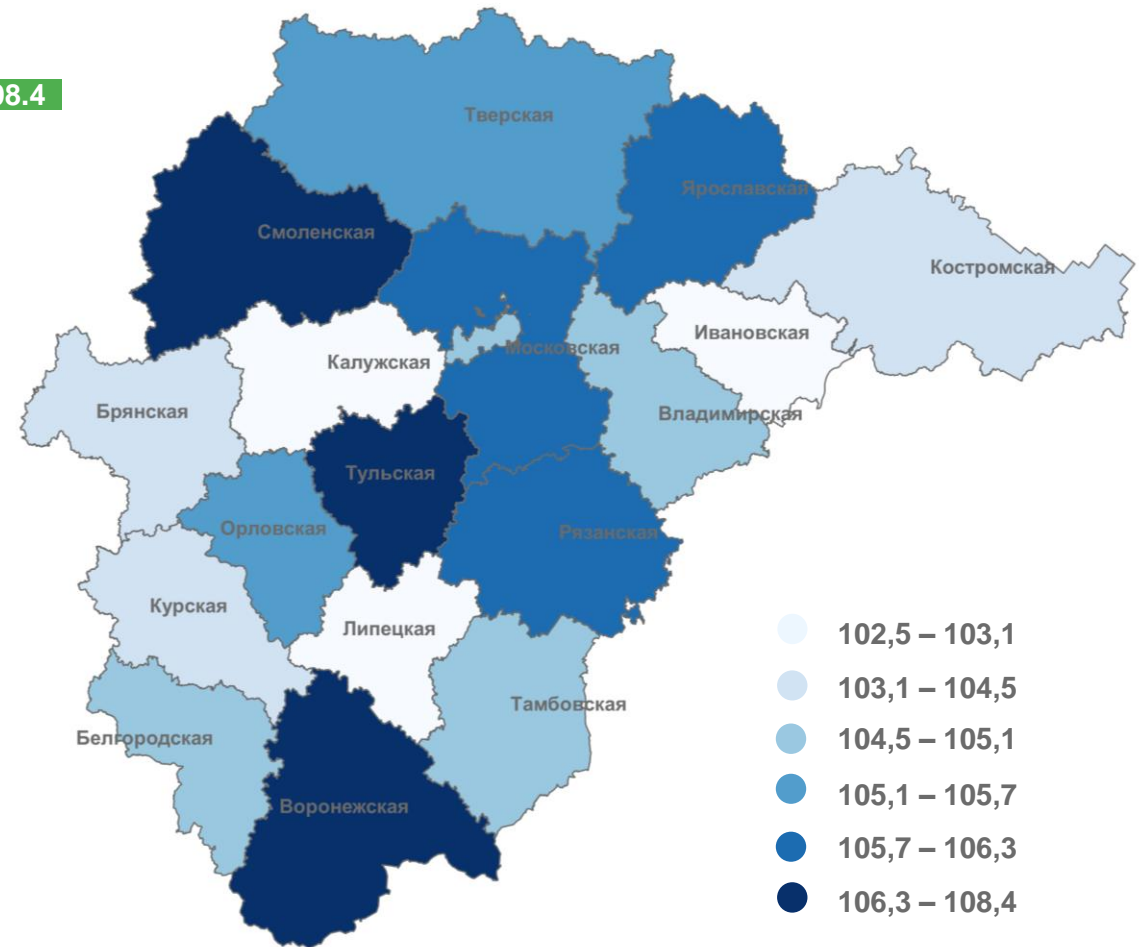 08.4
Тверская
Ярославская
Смоленская
Костромская
Ивановская
Московская
Калужская
Брянская
Владимирская
Тульская
Орловская
Рязанская
Курская
Липецкая
Тамбовская
Белгородская
Воронежская
102,5 – 103,1
103,1 – 104,5
104,5 – 105,1
105,1 – 105,7
105,7 – 106,3
106,3 – 108,4